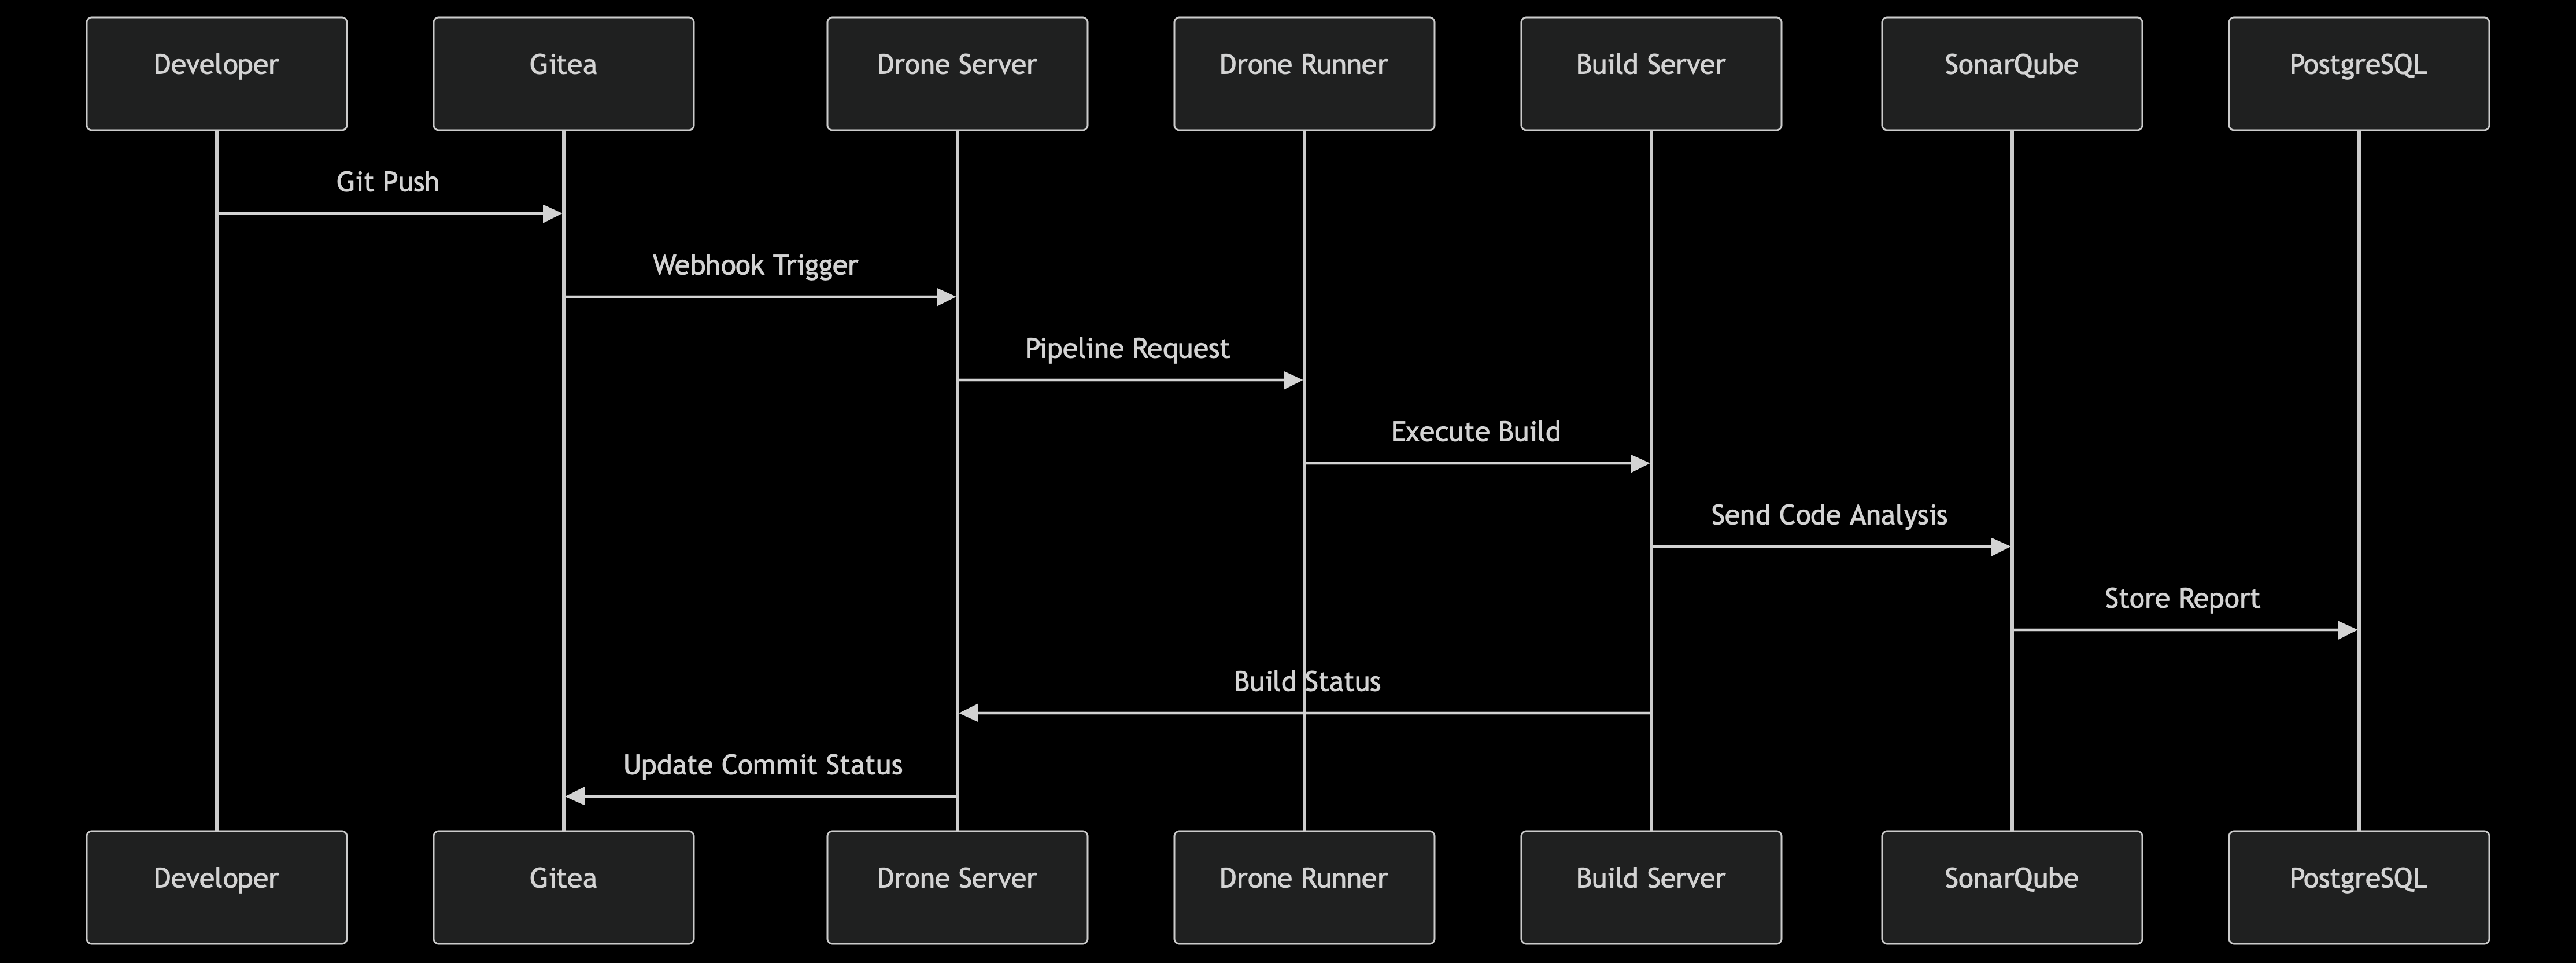 Developer
Gitea
Drone Server
Drone Runner
Build Server
SonarQube
PostgreSQL
Git Push
Webhook Trigger
Pipeline Request
Execute Build
Send Code Analysis
Store Report
Build Status
Update Commit Status
Developer
Gitea
Drone Server
Drone Runner
Build Server
SonarQube
PostgreSQL